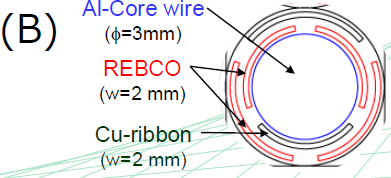 (B)
Al-Core wire
(ϕ=3mm)
REBCO
(w=2 mm)
Cu-ribbon
(w=2 mm)